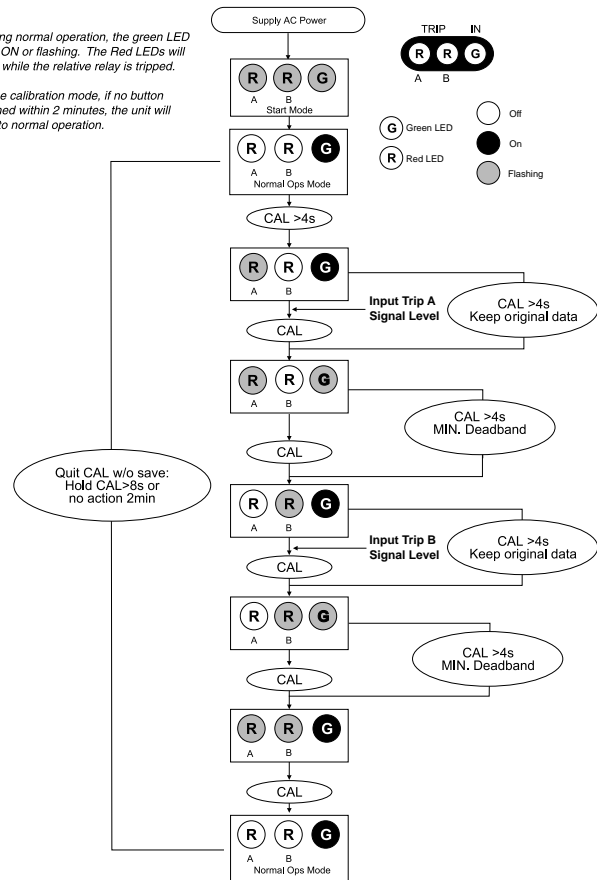 ing normal operation, the green LED
ON or flashing. The Red LEDs will
while the relative relay is tripped.
e calibration mode, if no button
ned within 2 minutes, the unit will
to normal operation.
Supply AC Power
TRIP IN
R R G
A B
R R G
A B
Start Mode
G Green LED
R Red LED
Off
On
Flashing
R R G
A B
Normal Ops Mode
CAL >4s
R R G
A B
Input Trip A
Signal Level
CAL >4s
Keep original data
CAL
R R G
A B
CAL >4s
MIN. Deadband
CAL
Quit CAL w/o save:
Hold CAL>8s or
no action 2min
R R G
A B
Input Trip B
Signal Level
CAL >4s
Keep original data
CAL
R R G
A B
CAL >4s
MIN. Deadband
CAL
R R G
A B
CAL
R R G
A B
Normal Ops Mode